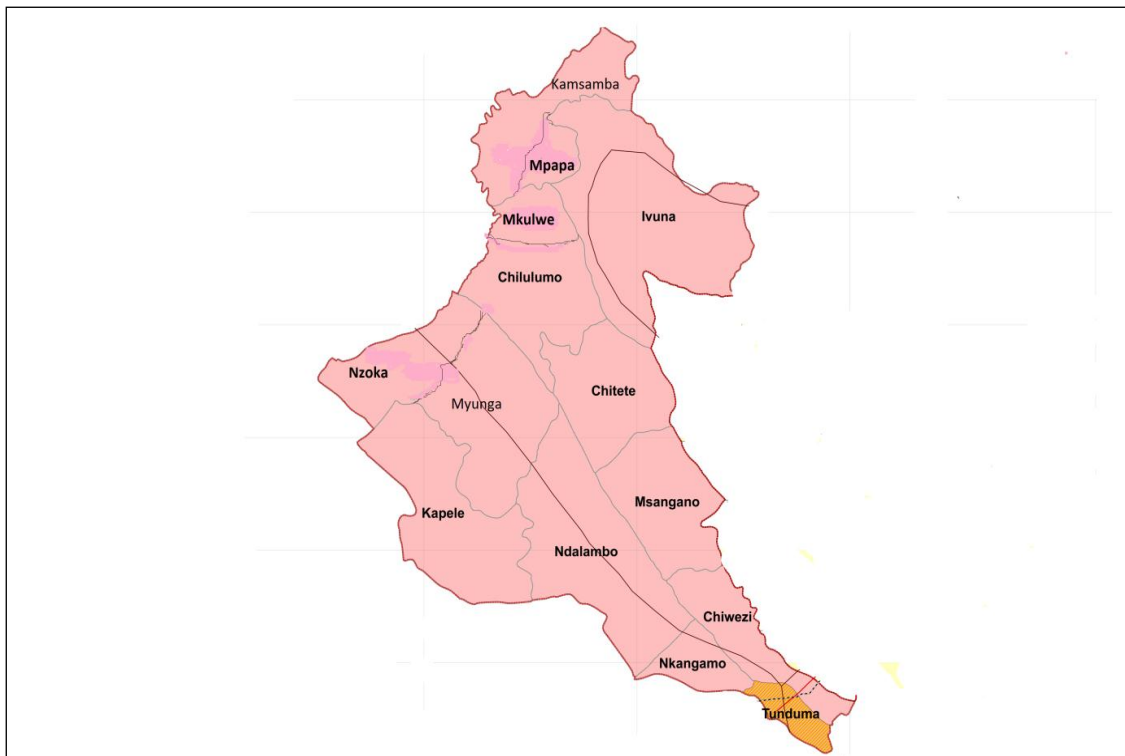 Kamsamba
Mpapa
Mkulwe
Ivuna
Chilulumo
Nzoka
Myunga
Chitete
Kapele
Msangano
Ndalambo
Chiwezi
Nkangamo
Tunduma